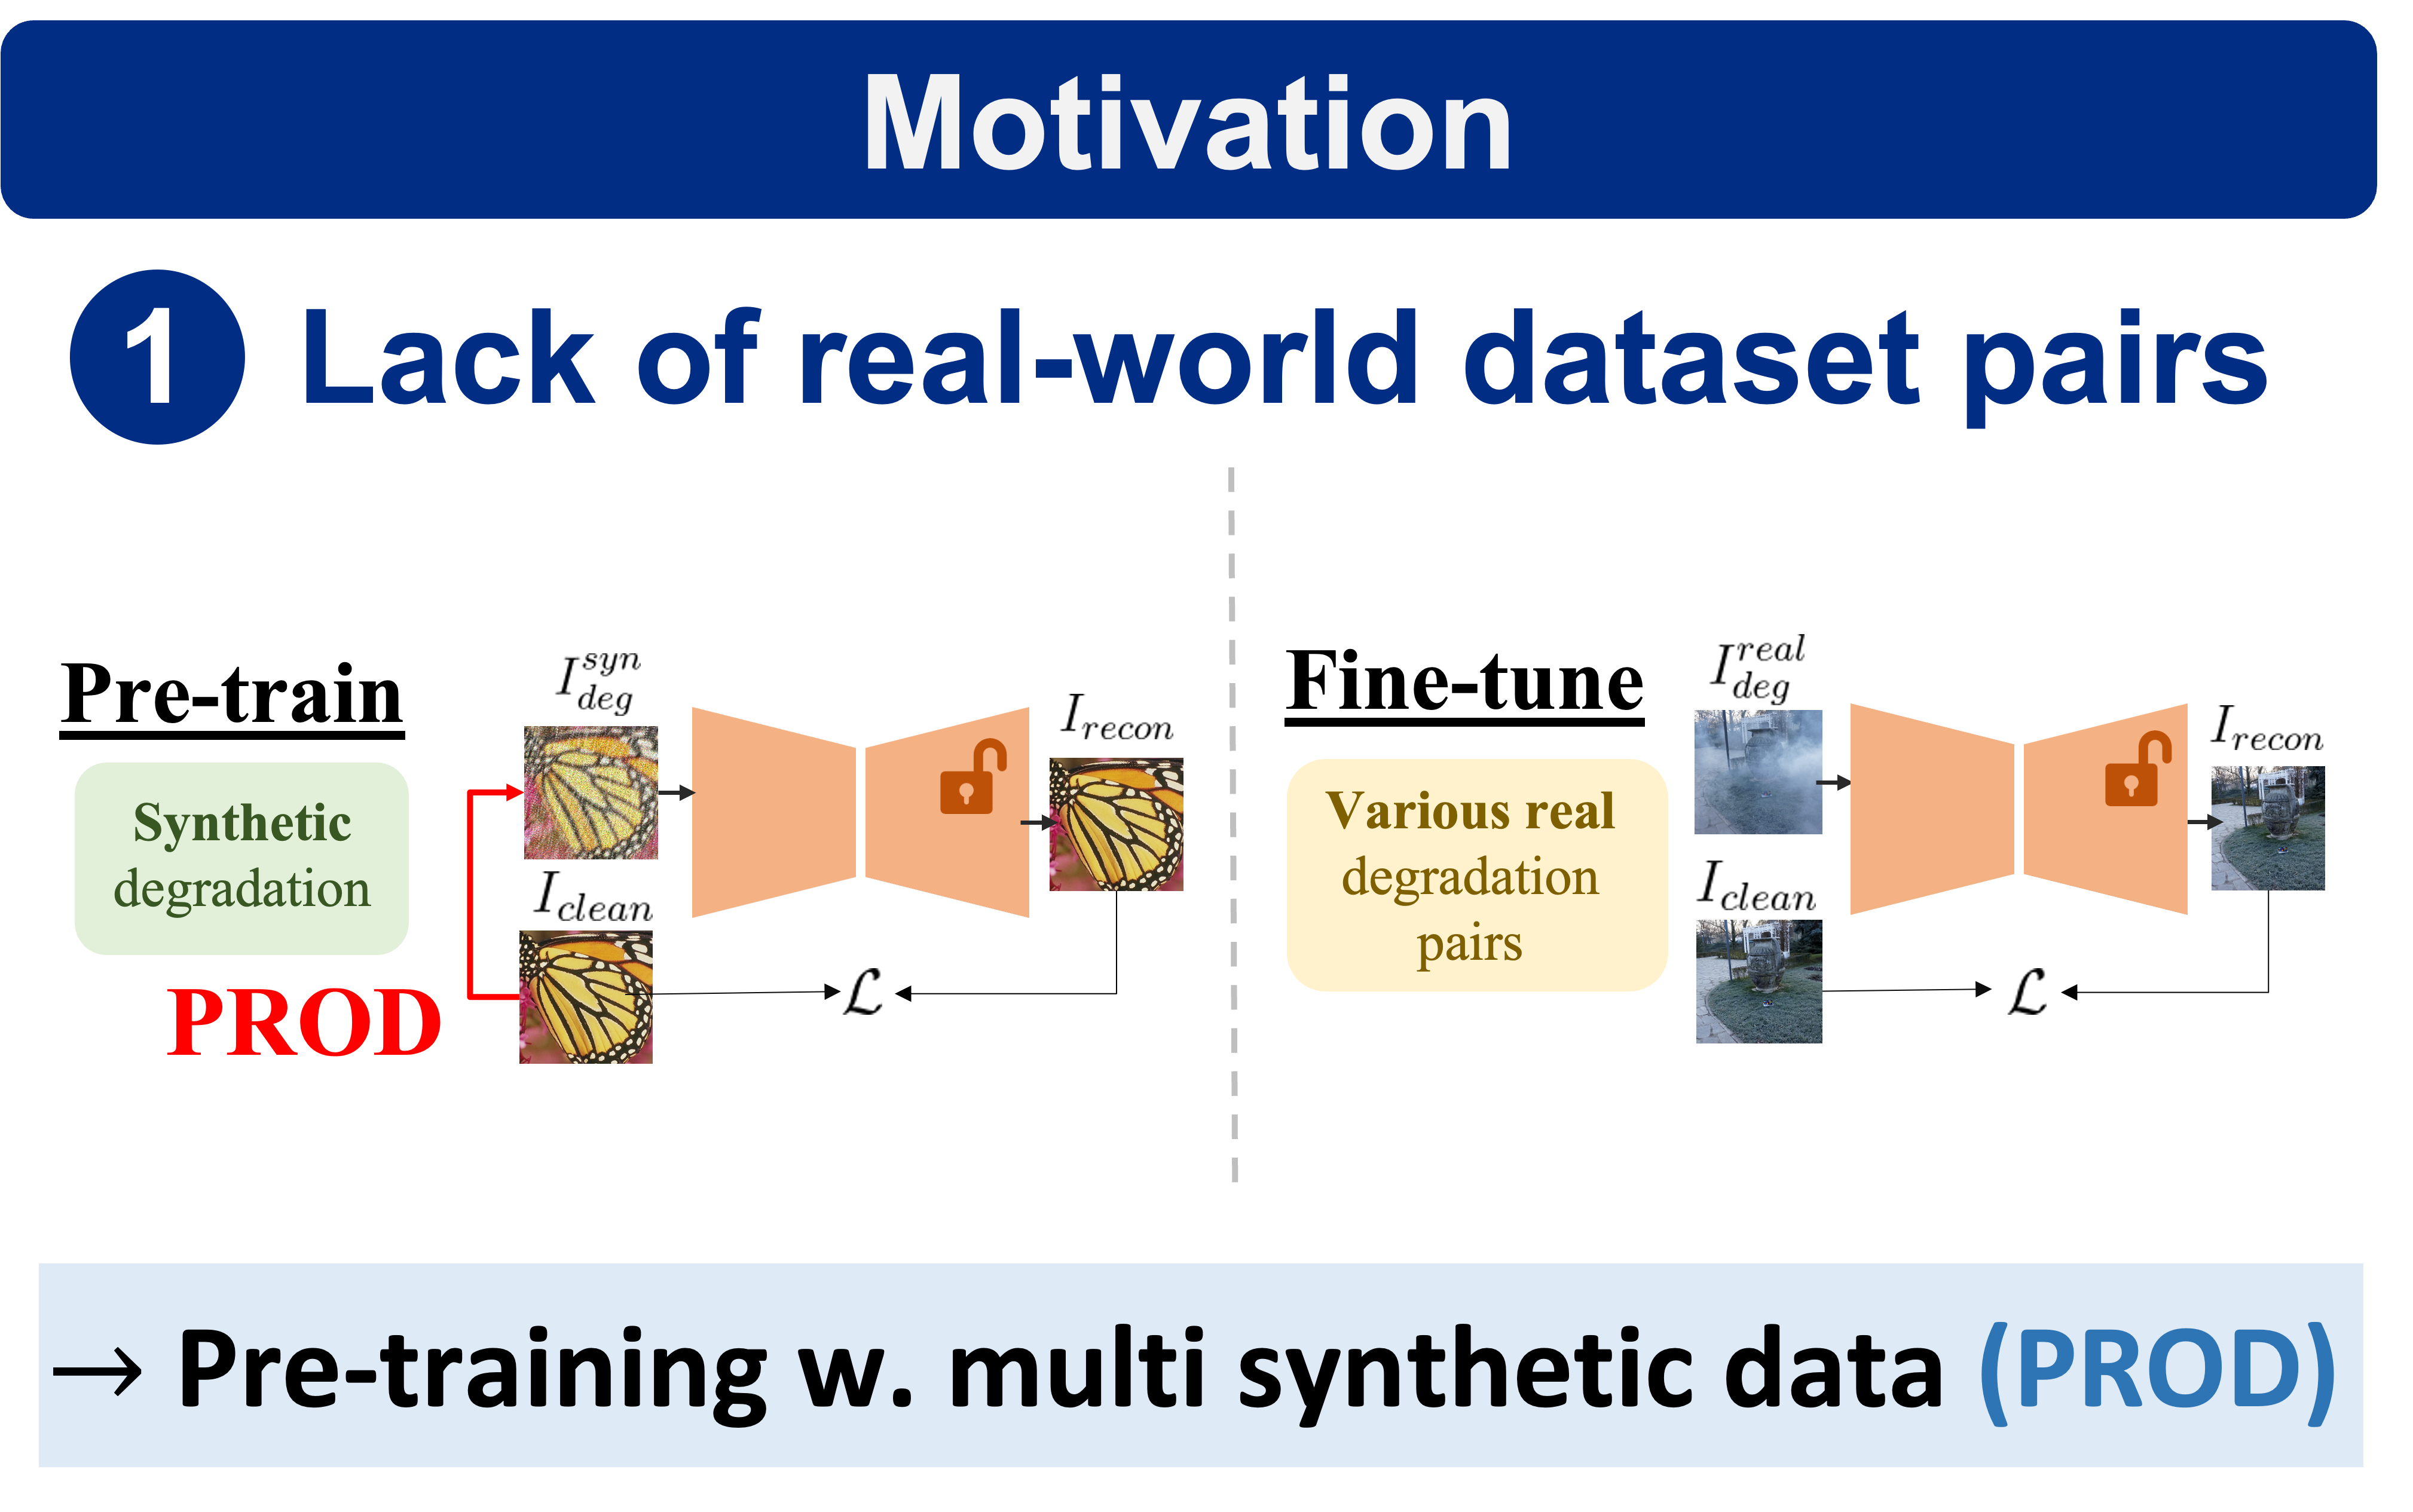 Motivation
1 Lack of real-world dataset pairs
Pre-train
Synthetic
degradation
PROD
I_{deg}^{syn}
I_{clean}
I_{recon}
ℒ
Fine-tune
Various real
degradation
pairs
I_{deg}^{real}
I_{clean}
I_{recon}
ℒ
→ Pre-training w. multi synthetic data (PROD)